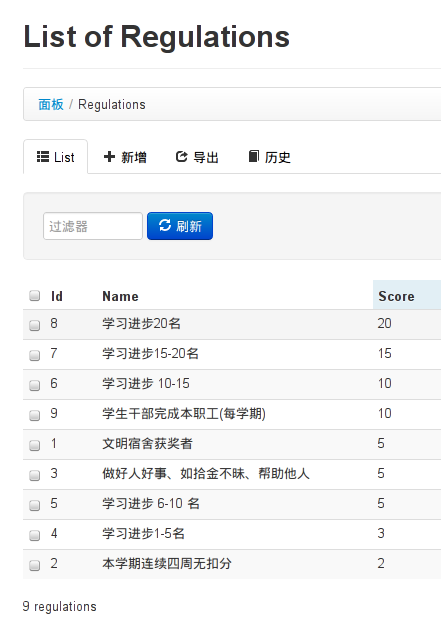 List of Regulations
面板 / Regulations
List 新增 导出 历史
过滤器 刷新
Id Name Score
8 学习进步20名 20
7 学习进步15-20名 15
6 学习进步 10-15 10
9 学生干部完成本职工(每学期) 10
1 文明宿舍获奖者 5
3 做好人好事、如拾金不昧、帮助他人 5
5 学习进步 6-10 名 5
4 学习进步1-5名 3
2 本学期连续四周无扣分 2
9 regulations